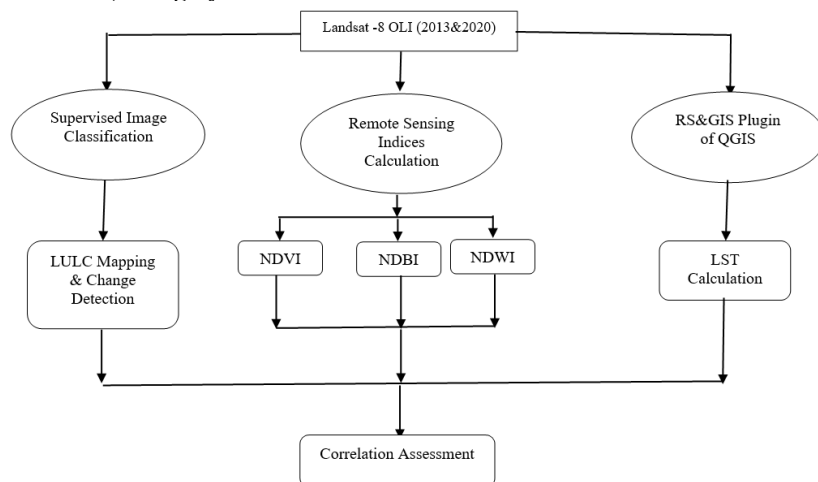 Landsat -8 OLI (2013&2020)
Supervised Image
Classification
Remote Sensing
Indices
Calculation
RS&GIS Plugin
of QGIS
LULC Mapping
& Change
Detection
NDVI
NDBI
NDWI
LST
Calculation
Correlation Assessment